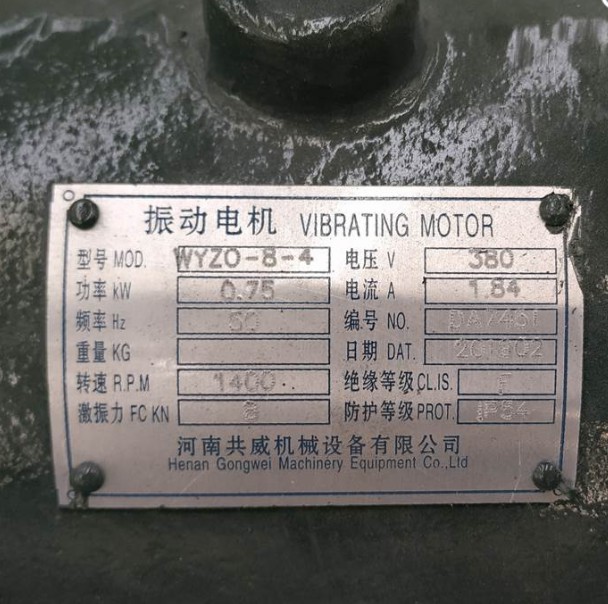 振动电机 VIBRATING MOTOR
型号 MOD. WYZO-8-4 电压 V 380
功率 kW 0.75 电流 A 1.84
频率 Hz 50 编号 NO.
重量 KG 日期 DAT. 201902
转速 R.P.M 1400 绝缘等级 CL.IS. F
激振力 FC KN 8 防护等级 PROT. IP54
河南共威机械设备有限公司
Henan Gongwei Machinery Equipment Co.,Ltd